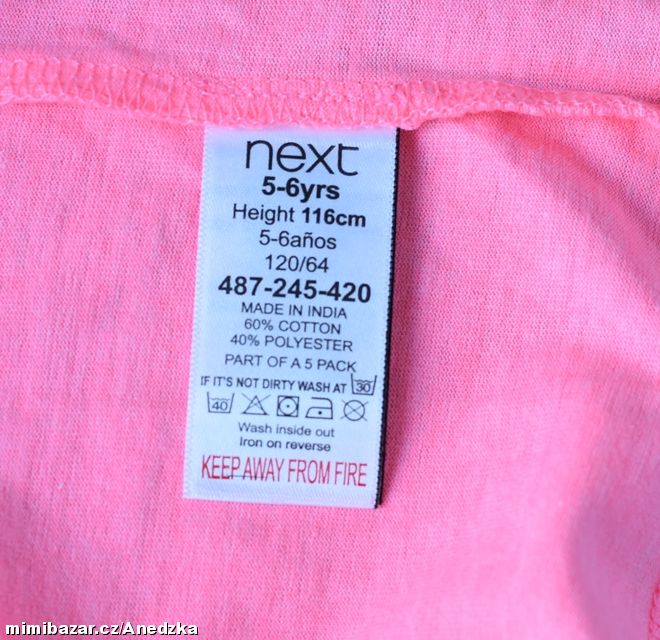 next
5-6yrs
Height 116cm
5-6años
120/64
487-245-420
MADE IN INDIA
60% COTTON
40% POLYESTER
PART OF A 5 PACK
IF IT'S NOT DIRTY WASH AT 30
40
Wash inside out
Iron on reverse
KEEP AWAY FROM FIRE
mimibazar.cz/Anedzka